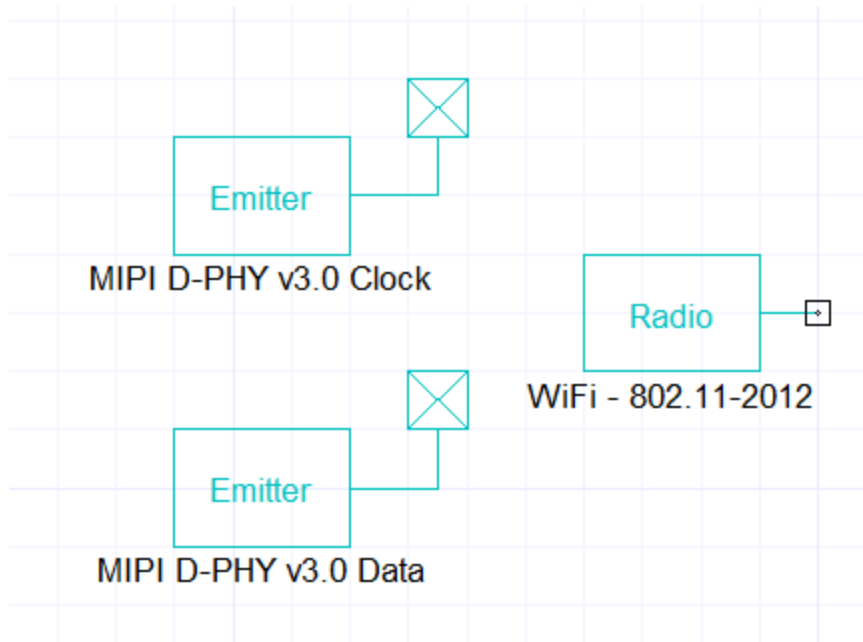 Emitter
MIPI D-PHY v3.0 Clock
Radio
WiFi - 802.11-2012
Emitter
MIPI D-PHY v3.0 Data